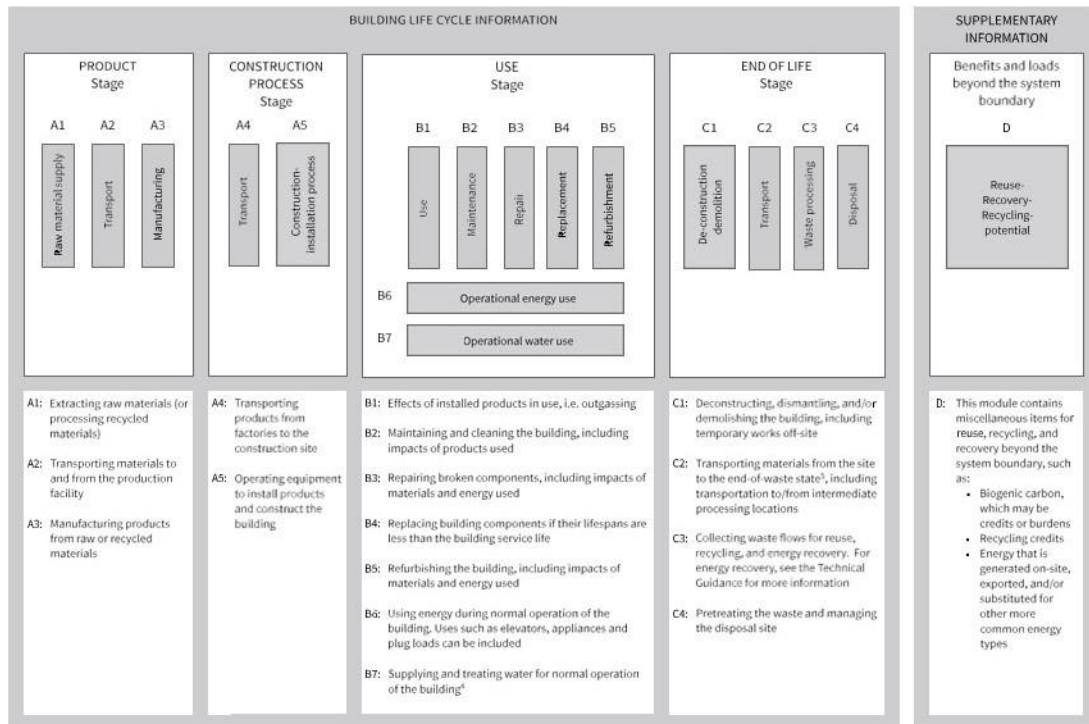 BUILDING LIFE CYCLE INFORMATION
PRODUCT
Stage
A1 A2 A3
Raw material supply
Transport
Manufacturing
CONSTRUCTION
PROCESS
Stage
A4 A5
Transport
Construction-
installation process
USE
Stage
B1 B2 B3 B4 B5
Use
Maintenance
Repair
Replacement
Refurbishment
B6 Operational energy use
B7 Operational water use
END OF LIFE
Stage
C1 C2 C3 C4
De-construction
demolition
Transport
Waste processing
Disposal
SUPPLEMENTARY
INFORMATION
Benefits and loads
beyond the system
boundary
D
Reuse-
Recovery-
Recycling-
potential
A1: Extracting raw materials (or
processing recycled
materials)
A2: Transporting materials to
and from the production
facility
A3: Manufacturing products
from raw or recycled
materials
A4: Transporting
products from
factories to the
construction site
A5: Operating equipment
to install products
and construct the
building
B1: Effects of installed products in use, i.e. outgassing
B2: Maintaining and cleaning the building, including
impacts of products used
B3: Repairing broken components, including impacts of
materials and energy used
B4: Replacing building components if their lifespans are
less than the building service life
B5: Refurbishing the building, including impacts of
materials and energy used
B6: Using energy during normal operation of the
building. Uses such as elevators, appliances and
plug loads can be included
B7: Supplying and treating water for normal operation
of the building⁴
C1: Deconstructing, dismantling, and/or
demolishing the building, including
temporary works off-site
C2: Transporting materials from the site
to the end-of-waste state³, including
transportation to/from intermediate
processing locations
C3: Collecting waste flows for reuse,
recycling, and energy recovery. For
energy recovery, see the Technical
Guidance for more information
C4: Pretreating the waste and managing
the disposal site
D: This module contains
miscellaneous items for
reuse, recycling, and
recovery beyond the
system boundary, such
as:
• Biogenic carbon,
which may be
credits or burdens
• Recycling credits
• Energy that is
generated on-site,
exported, and/or
substituted for
other more
common energy
types